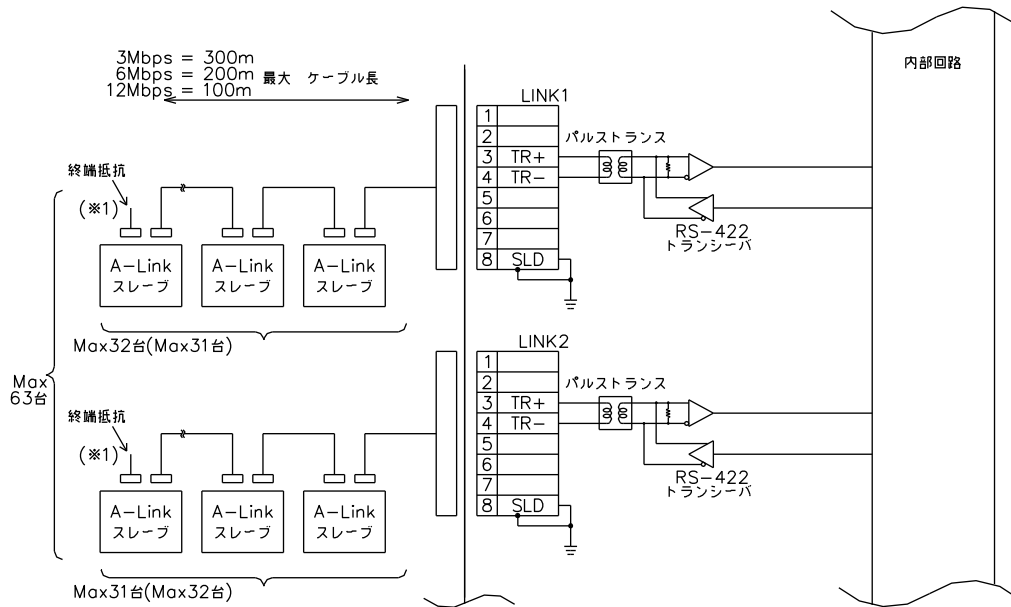 3Mbps = 300m
6Mbps = 200m 最大 ケーブル長
12Mbps = 100m
内部回路
LINK1
1
2
3 TR+
4 TR-
5
6
7
8 SLD
パルストランス
RS-422
トランシーバ
終端抵抗
(※1)
A-Link
スレーブ
A-Link
スレーブ
A-Link
スレーブ
Max32台(Max31台)
Max
63台
LINK2
1
2
3 TR+
4 TR-
5
6
7
8 SLD
パルストランス
RS-422
トランシーバ
終端抵抗
(※1)
A-Link
スレーブ
A-Link
スレーブ
A-Link
スレーブ
Max31台(Max32台)